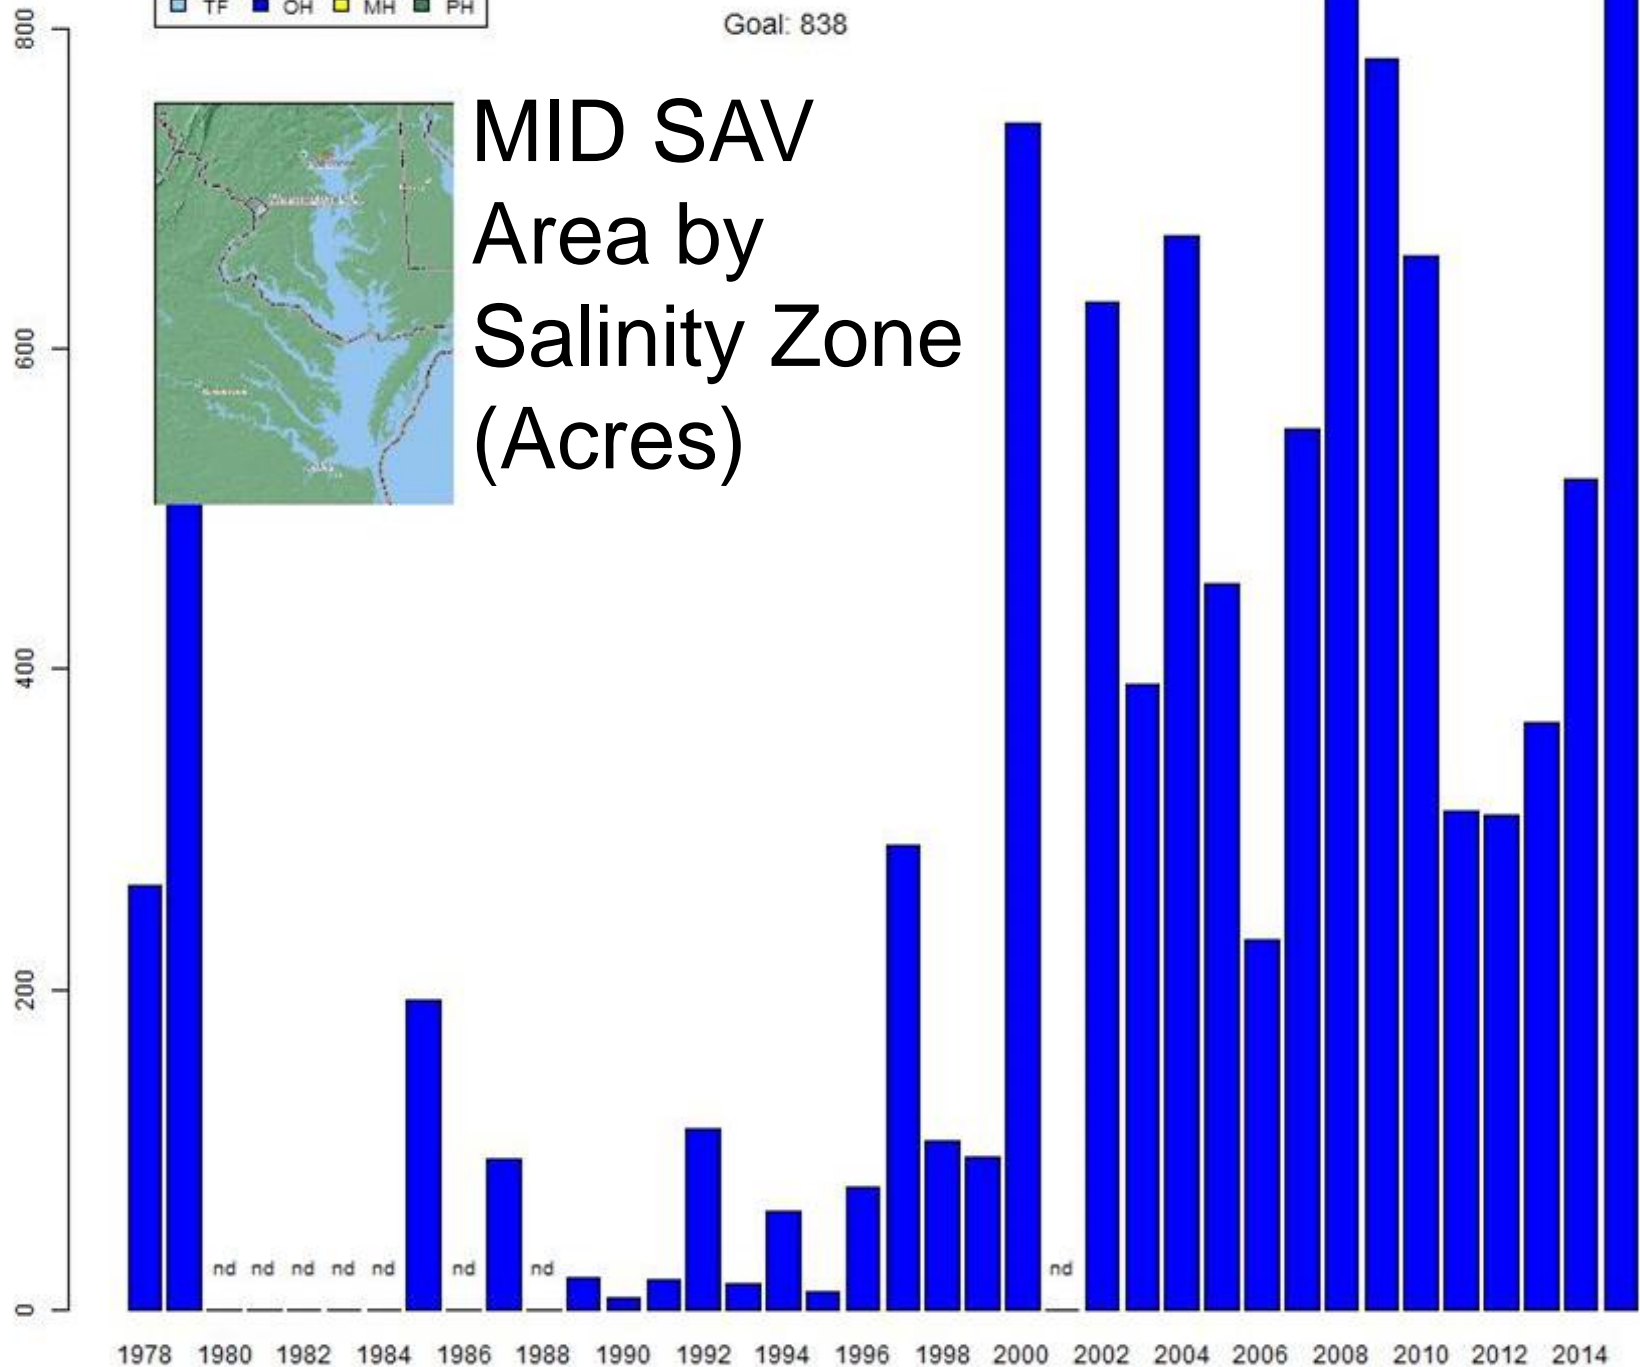 TF OH MH PH
Goal: 838
MID SAV
Area by
Salinity Zone
(Acres)
800
600
400
200
0
nd nd nd nd nd nd nd nd
1978 1980 1982 1984 1986 1988 1990 1992 1994 1996 1998 2000 2002 2004 2006 2008 2010 2012 2014